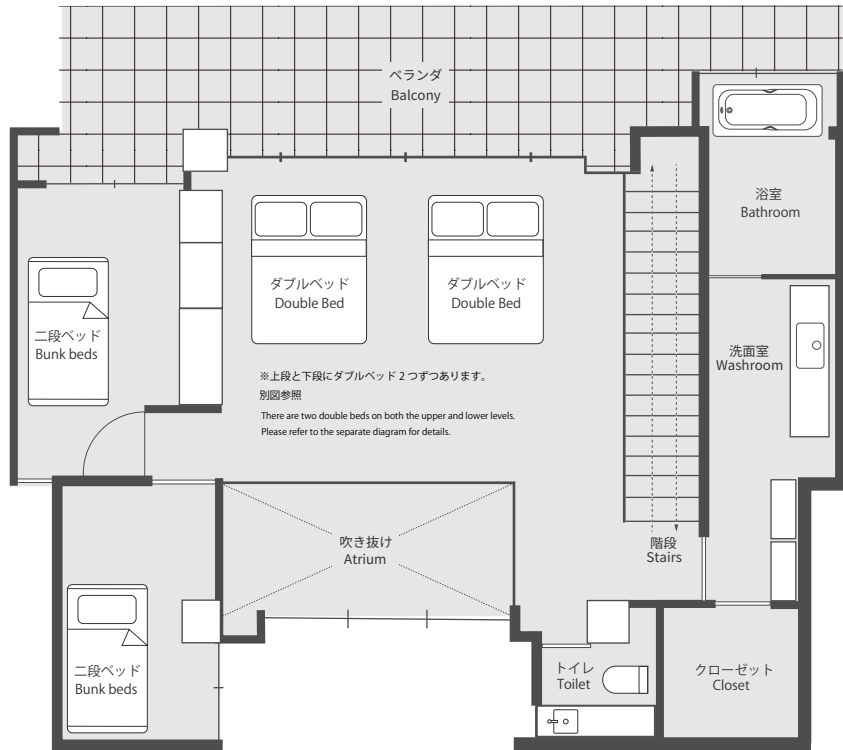 ベランダ
Balcony
浴室
Bathroom
ダブルベッド
Double Bed
ダブルベッド
Double Bed
二段ベッド
Bunk beds
洗面室
Washroom
※上段と下段にダブルベッド 2 つずつあります。
別図参照
There are two double beds on both the upper and lower levels.
Please refer to the separate diagram for details.
吹き抜け
Atrium
階段
Stairs
二段ベッド
Bunk beds
トイレ
Toilet
クローゼット
Closet